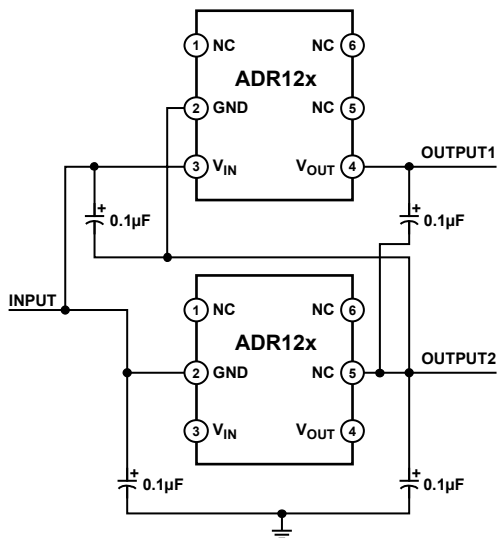 1 NC NC 6
ADR12x
2 GND NC 5
3 VIN VOUT 4 OUTPUT1
+ 0.1µF + 0.1µF
INPUT
1 NC NC 6
ADR12x
2 GND NC 5 OUTPUT2
3 VIN VOUT 4
+ 0.1µF + 0.1µF